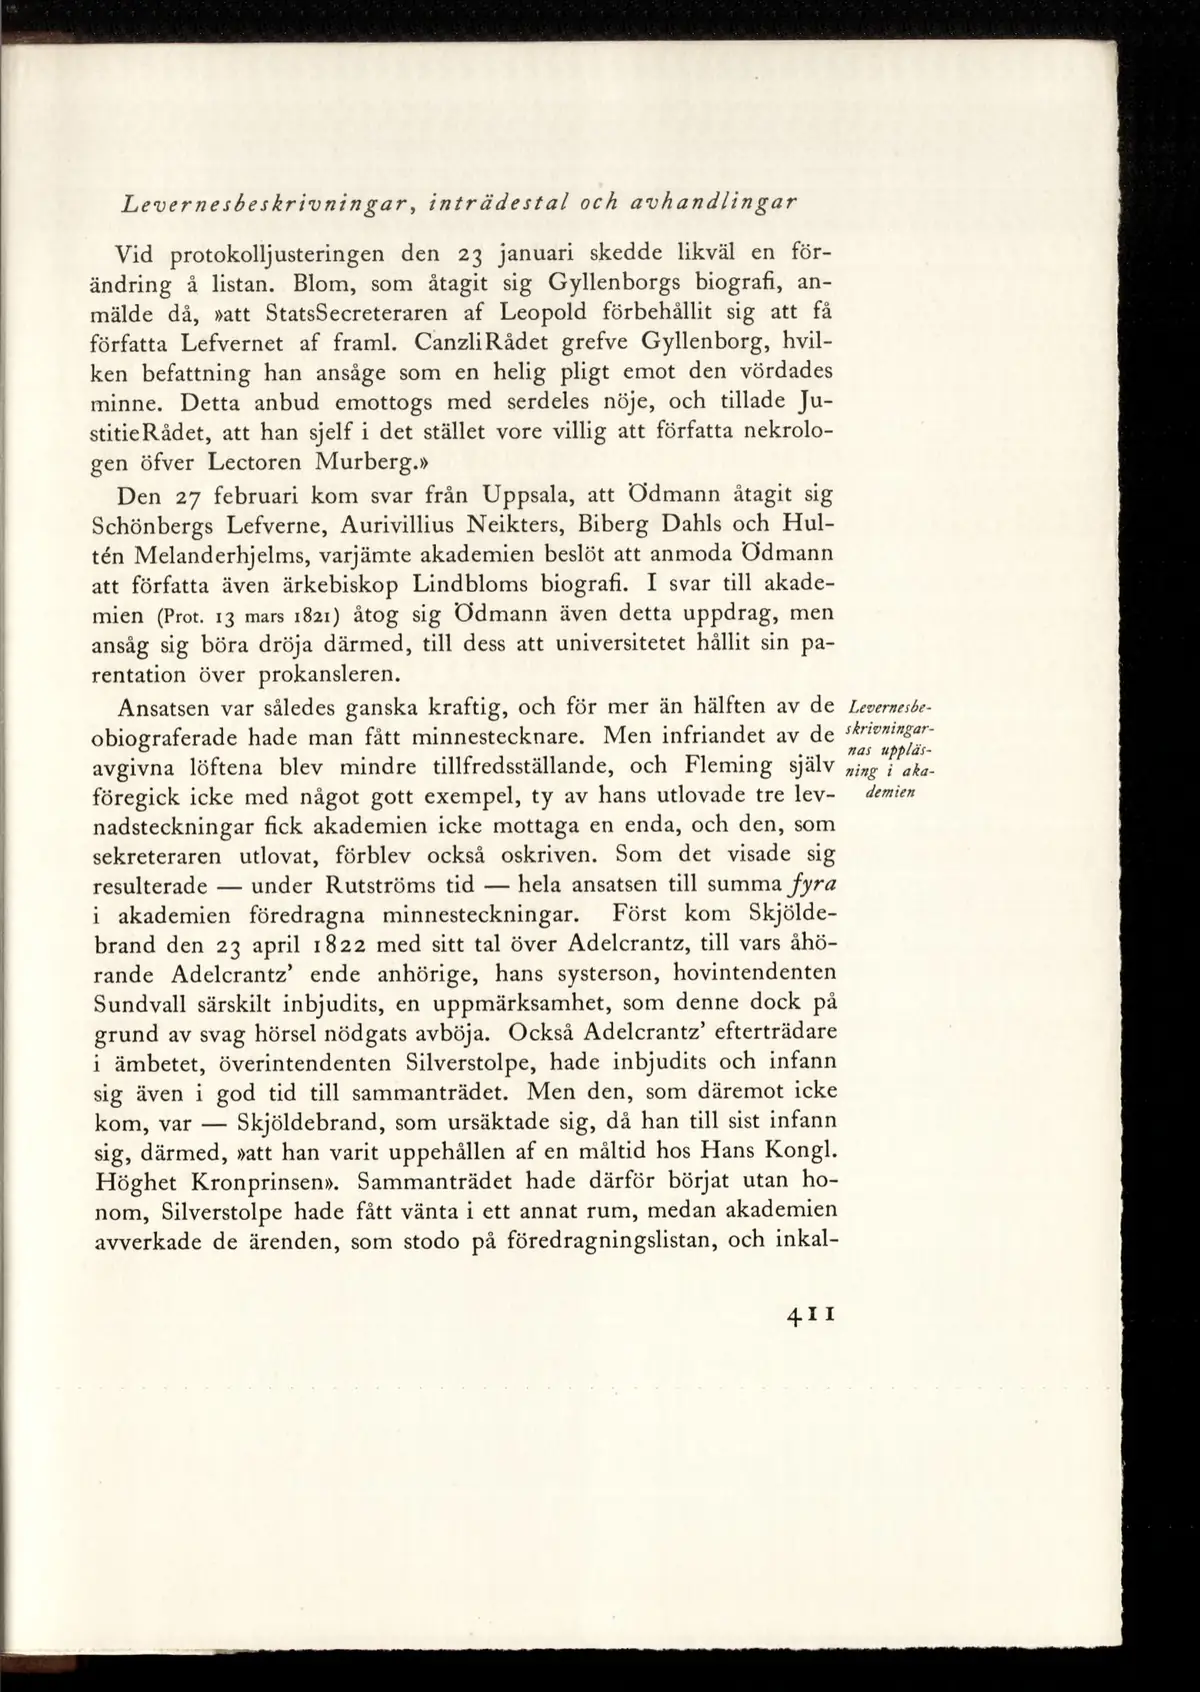 Levernesbeskrivningar, inträdestal och avhandlingar
Vid protokolljusteringen den 23 januari skedde likväl en för-
ändring å listan. Blom, som åtagit sig Gyllenborgs biografi, an-
mälde då, »att StatsSecreteraren af Leopold förbehållit sig att få
författa Lefvernet af framl. CanzliRådet grefve Gyllenborg, hvil-
ken befattning han ansåge som en helig pligt emot den vördades
minne. Detta anbud emottogs med serdeles nöje, och tillade Ju-
stitieRådet, att han sjelf i det stället vore villig att författa nekrolo-
gen öfver Lectoren Murberg.»
Den 27 februari kom svar från Uppsala, att Ödmann åtagit sig
Schönbergs Lefverne, Aurivillius Neikters, Biberg Dahls och Hul-
tén Melanderhjelms, varjämte akademien beslöt att anmoda Ödmann
att författa även ärkebiskop Lindbloms biografi. I svar till akade-
mien (Prot. 13 mars 1821) åtog sig Ödmann även detta uppdrag, men
ansåg sig böra dröja därmed, till dess att universitetet hållit sin pa-
rentation över prokansleren.
Ansatsen var således ganska kraftig, och för mer än hälften av de
obiograferade hade man fått minnestecknare. Men infriandet av de
avgivna löftena blev mindre tillfredsställande, och Fleming själv
föregick icke med något gott exempel, ty av hans utlovade tre lev-
nadsteckningar fick akademien icke mottaga en enda, och den, som
sekreteraren utlovat, förblev också oskriven. Som det visade sig
resulterade — under Rutströms tid — hela ansatsen till summa fyra
i akademien föredragna minnesteckningar. Först kom Skjölde-
brand den 23 april 1822 med sitt tal över Adelcrantz, till vars åhö-
rande Adelcrantz’ ende anhörige, hans systerson, hovintendenten
Sundvall särskilt inbjudits, en uppmärksamhet, som denne dock på
grund av svag hörsel nödgats avböja. Också Adelcrantz’ efterträdare
i ämbetet, överintendenten Silverstolpe, hade inbjudits och infann
sig även i god tid till sammanträdet. Men den, som däremot icke
kom, var — Skjöldebrand, som ursäktade sig, då han till sist infann
sig, därmed, »att han varit uppehållen af en måltid hos Hans Kongl.
Höghet Kronprinsen». Sammanträdet hade därför börjat utan ho-
nom, Silverstolpe hade fått vänta i ett annat rum, medan akademien
avverkade de ärenden, som stodo på föredragningslistan, och inkal-
Levernesbe-
skrivningar-
nas uppläs-
ning i aka-
demien
411